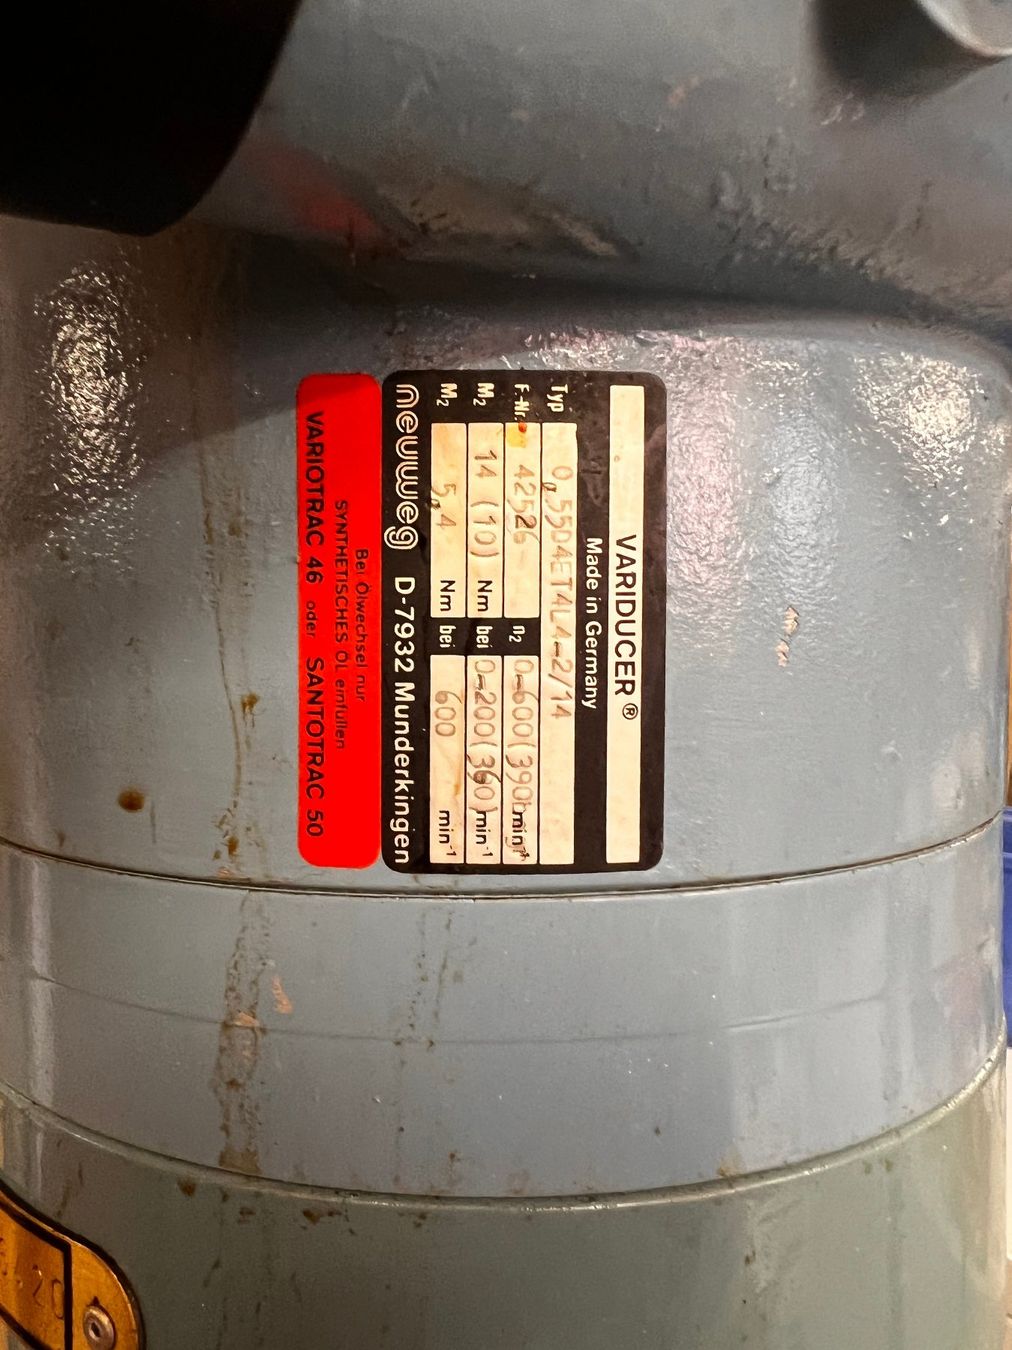 VARIDUCER®
Made in Germany
Typ 0,55D4ET4L4-2/14
F.-Nr. 42526 n₂ 0-600(390) min⁻¹
M₂ 14 (10) Nm bei 0-200(360) min⁻¹
M₂ 5,4 Nm bei 600 min⁻¹
neuweg D-7932 Munderkingen
Bei Ölwechsel nur
SYNTHETISCHES ÖL einfüllen
VARIOTRAC 46 oder SANTOTRAC 50